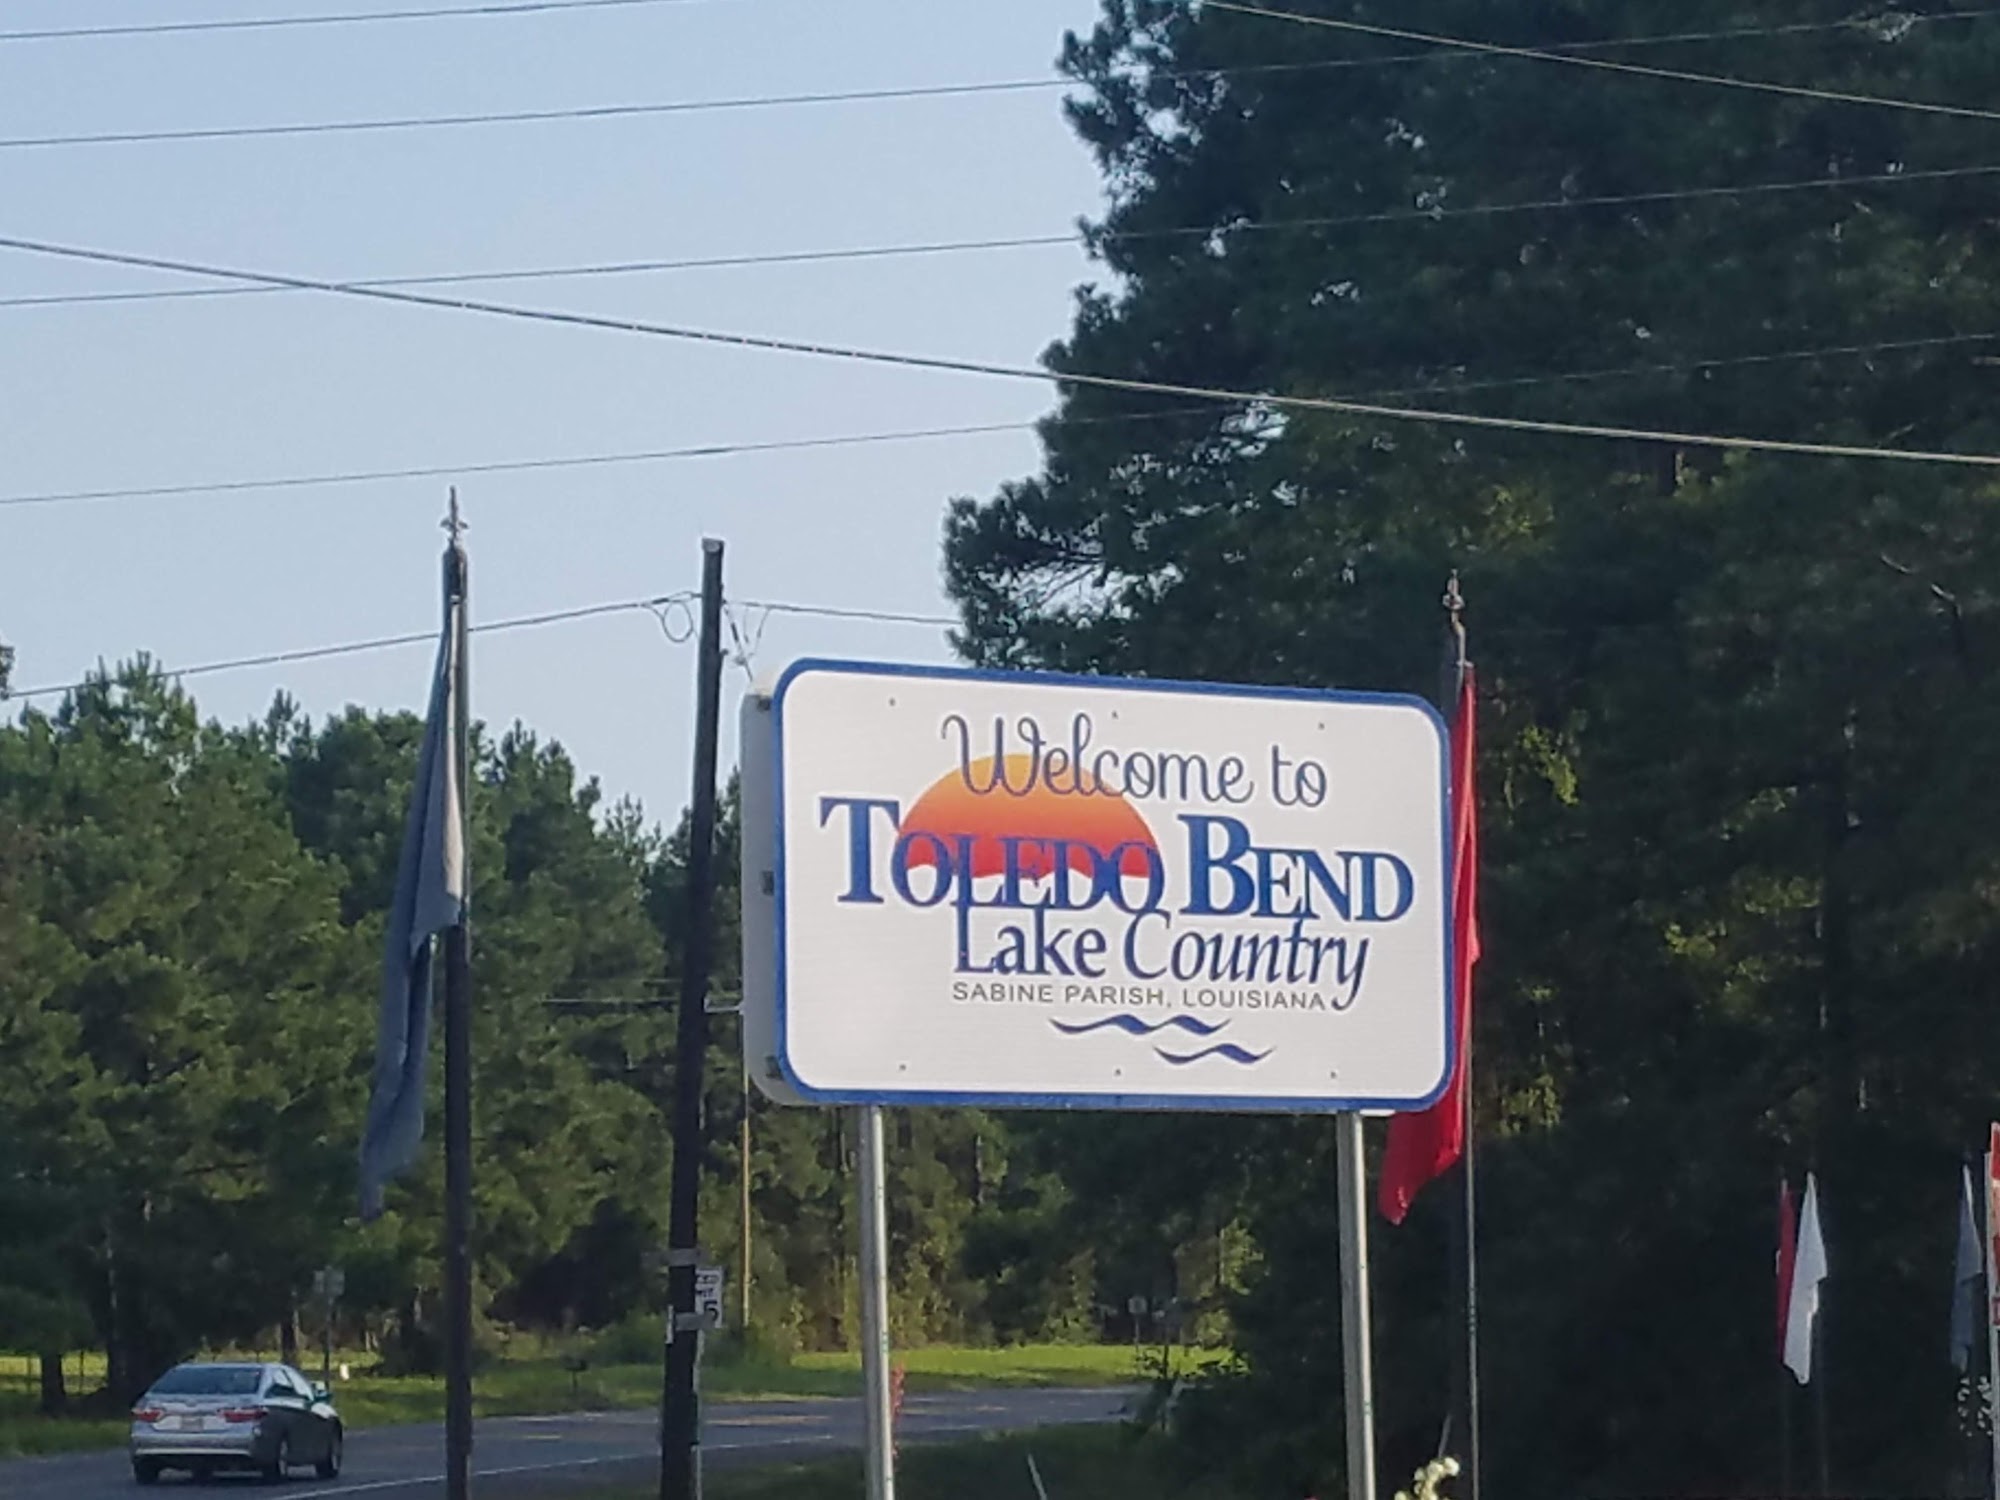 Welcome to
TOLEDO BEND
Lake Country
SABINE PARISH, LOUISIANA